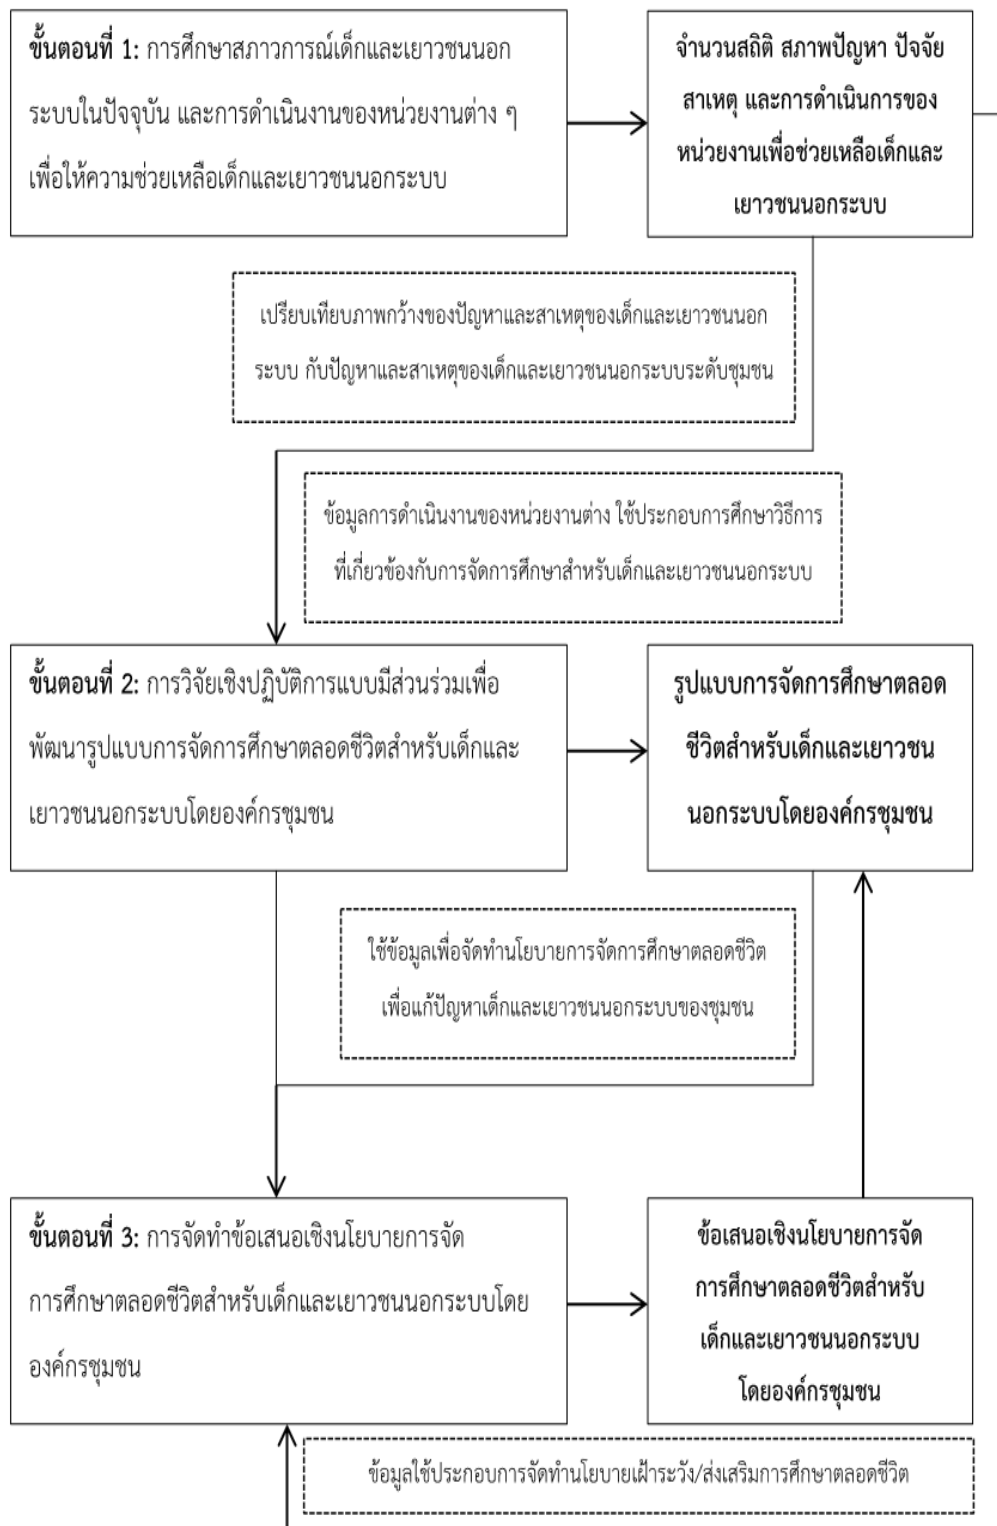 ขั้นตอนที่ 1: การศึกษาสภาวการณ์เด็กและเยาวชนนอก
ระบบในปัจจุบัน และการดำเนินงานของหน่วยงานต่าง ๆ
เพื่อให้ความช่วยเหลือเด็กและเยาวชนนอกระบบ
จำนวนสถิติ สภาพปัญหา ปัจจัย
สาเหตุ และการดำเนินการของ
หน่วยงานเพื่อช่วยเหลือเด็กและ
เยาวชนนอกระบบ
เปรียบเทียบภาพกว้างของปัญหาและสาเหตุของเด็กและเยาวชนนอก
ระบบ กับปัญหาและสาเหตุของเด็กและเยาวชนนอกระบบระดับชุมชน
ข้อมูลการดำเนินงานของหน่วยงานต่าง ใช้ประกอบการศึกษาวิธีการ
ที่เกี่ยวข้องกับการจัดการศึกษาสำหรับเด็กและเยาวชนนอกระบบ
ขั้นตอนที่ 2: การวิจัยเชิงปฏิบัติการแบบมีส่วนร่วมเพื่อ
พัฒนารูปแบบการจัดการศึกษาตลอดชีวิตสำหรับเด็กและ
เยาวชนนอกระบบโดยองค์กรชุมชน
รูปแบบการจัดการศึกษาตลอด
ชีวิตสำหรับเด็กและเยาวชน
นอกระบบโดยองค์กรชุมชน
ใช้ข้อมูลเพื่อจัดทำนโยบายการจัดการศึกษาตลอดชีวิต
เพื่อแก้ปัญหาเด็กและเยาวชนนอกระบบของชุมชน
ขั้นตอนที่ 3: การจัดทำข้อเสนอเชิงนโยบายการจัด
การศึกษาตลอดชีวิตสำหรับเด็กและเยาวชนนอกระบบโดย
องค์กรชุมชน
ข้อเสนอเชิงนโยบายการจัด
การศึกษาตลอดชีวิตสำหรับ
เด็กและเยาวชนนอกระบบ
โดยองค์กรชุมชน
ข้อมูลใช้ประกอบการจัดทำนโยบายเฝ้าระวัง/ส่งเสริมการศึกษาตลอดชีวิต